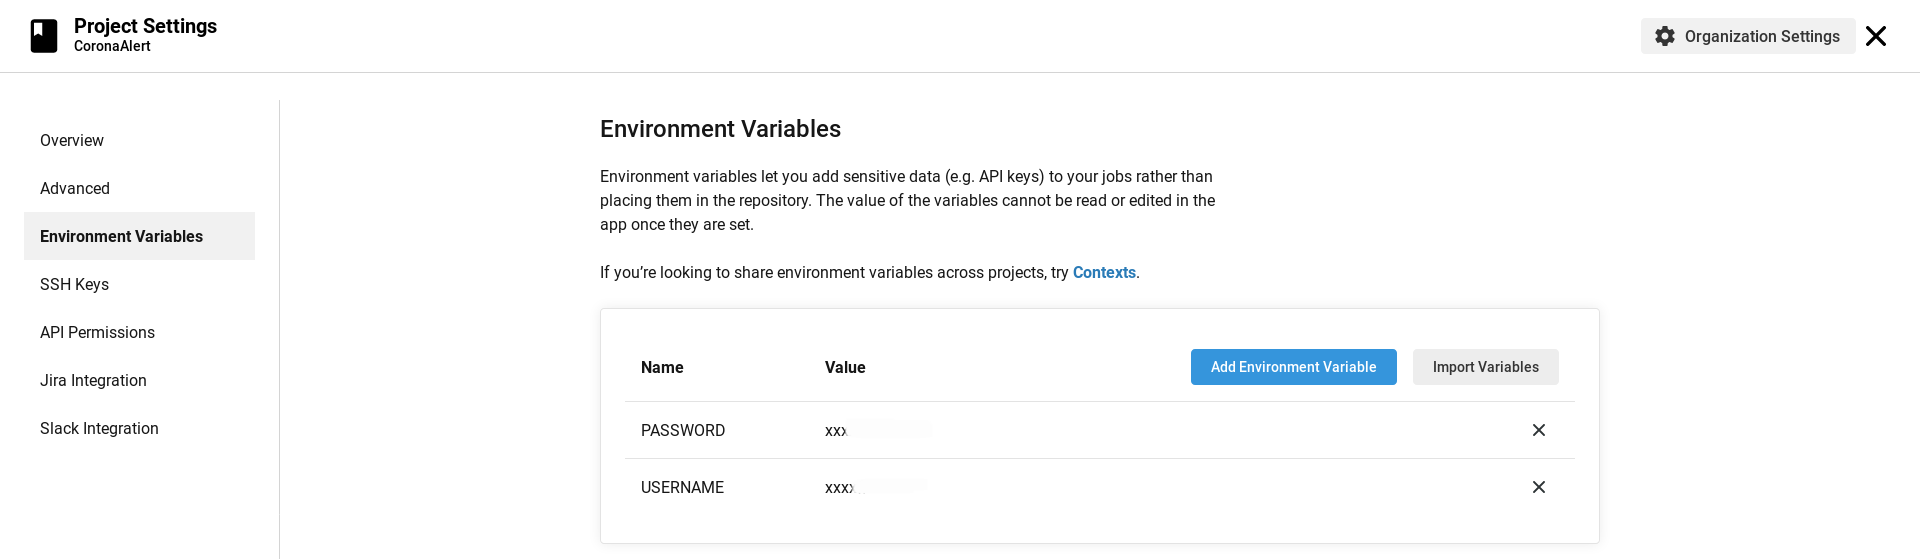 Project Settings
CoronaAlert
Organization Settings
Overview
Advanced
Environment Variables
SSH Keys
API Permissions
Jira Integration
Slack Integration
Environment Variables
Environment variables let you add sensitive data (e.g. API keys) to your jobs rather than
placing them in the repository. The value of the variables cannot be read or edited in the
app once they are set.
If you’re looking to share environment variables across projects, try Contexts.
Name Value Add Environment Variable Import Variables
PASSWORD xxx
USERNAME xxxx